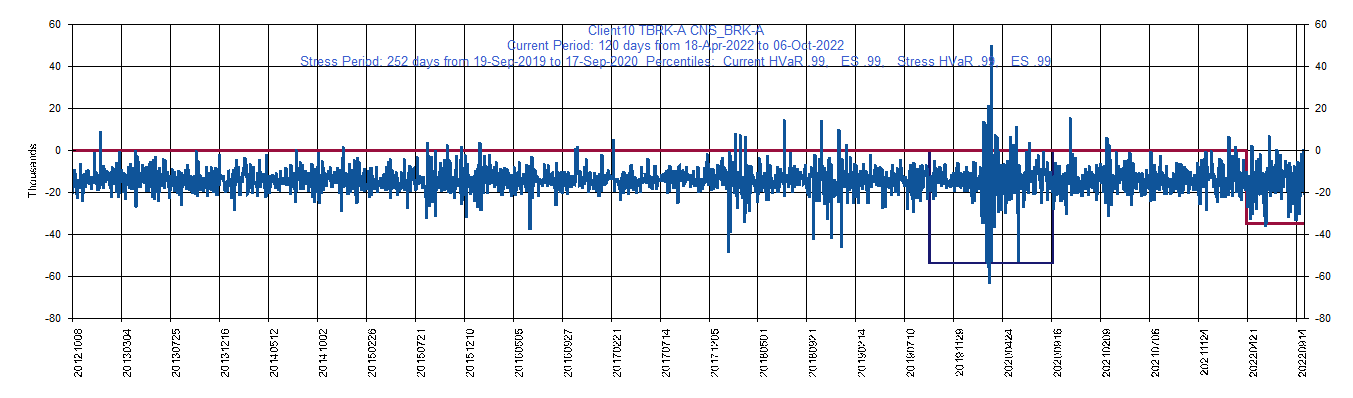 Client10 TBRK-A CNS_BRK-A
Current Period: 120 days from 18-Apr-2022 to 06-Oct-2022
Stress Period: 252 days from 19-Sep-2019 to 17-Sep-2020 Percentiles: Current HVaR .99, ES .99, Stress HVaR .99, ES .99
60 60
40 40
20 20
0 0
-20 -20
-40 -40
-60 -60
-80 -80
Thousands
20121008 20130304 20130725 20131216 20140512 20141002 20150226 20150721 20151210 20160505 20160927 20170221 20170714 20171205 20180501 20180921 20190214 20190710 20191129 20200424 20200916 20210209 20210706 20211124 20220421 20220914